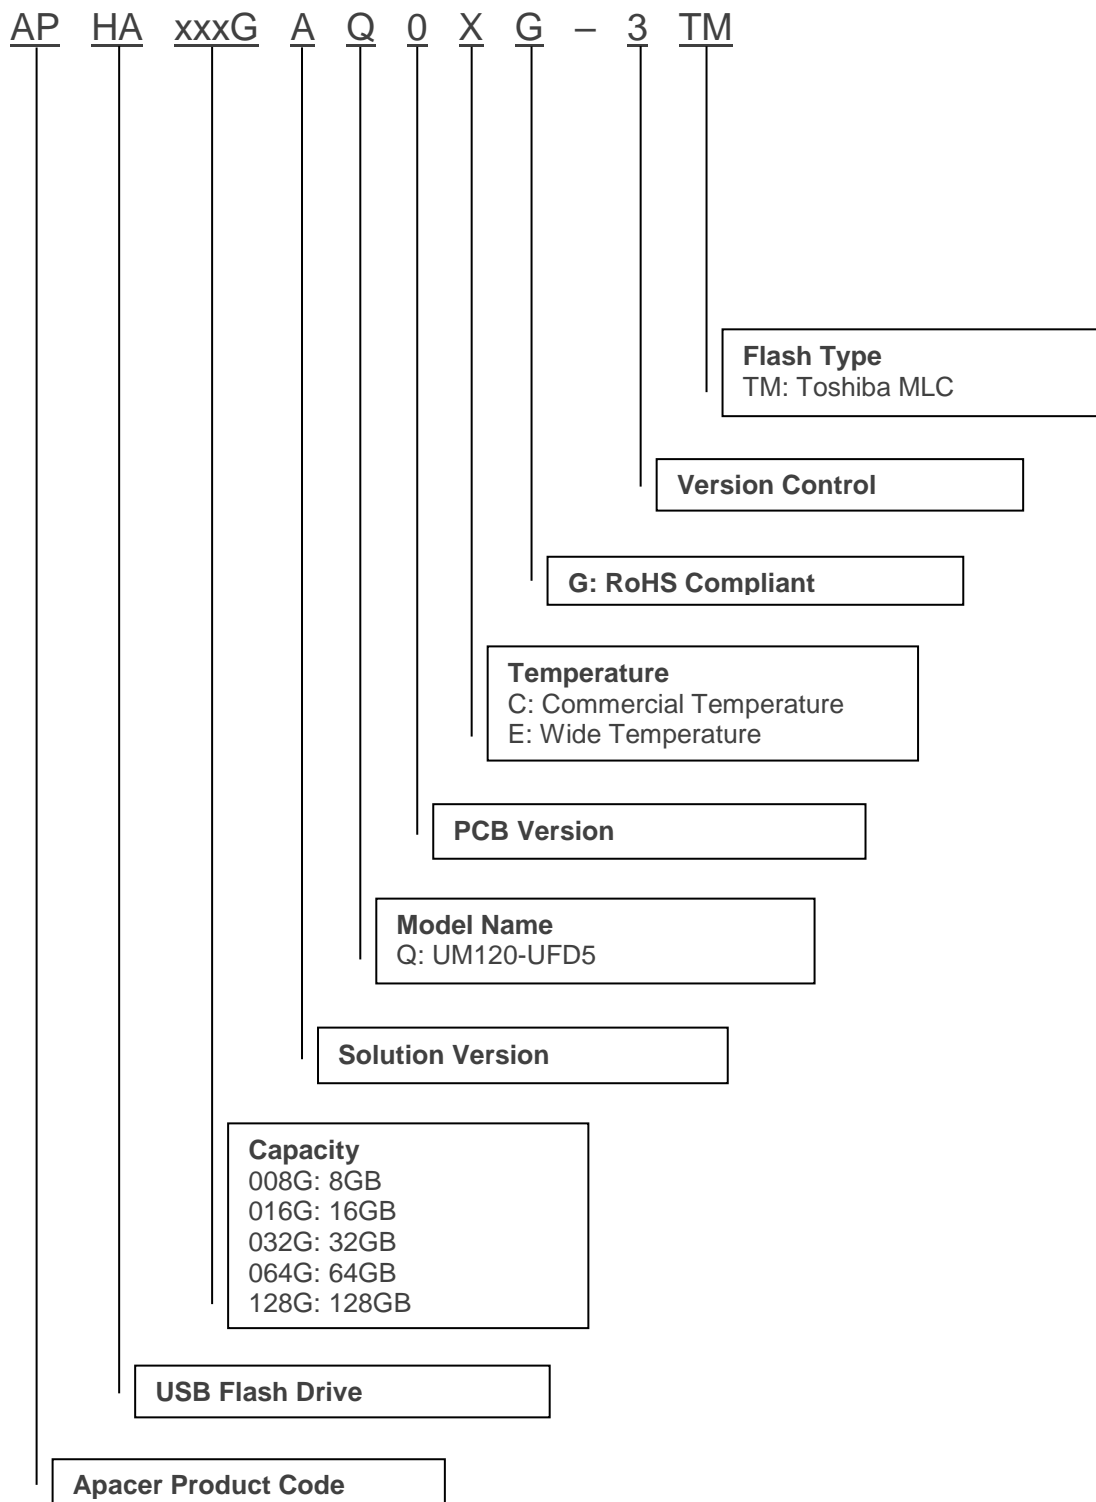 AP HA xxxG A Q 0 X G – 3 TM
Flash Type
TM: Toshiba MLC
Version Control
G: RoHS Compliant
Temperature
C: Commercial Temperature
E: Wide Temperature
PCB Version
Model Name
Q: UM120-UFD5
Solution Version
Capacity
008G: 8GB
016G: 16GB
032G: 32GB
064G: 64GB
128G: 128GB
USB Flash Drive
Apacer Product Code